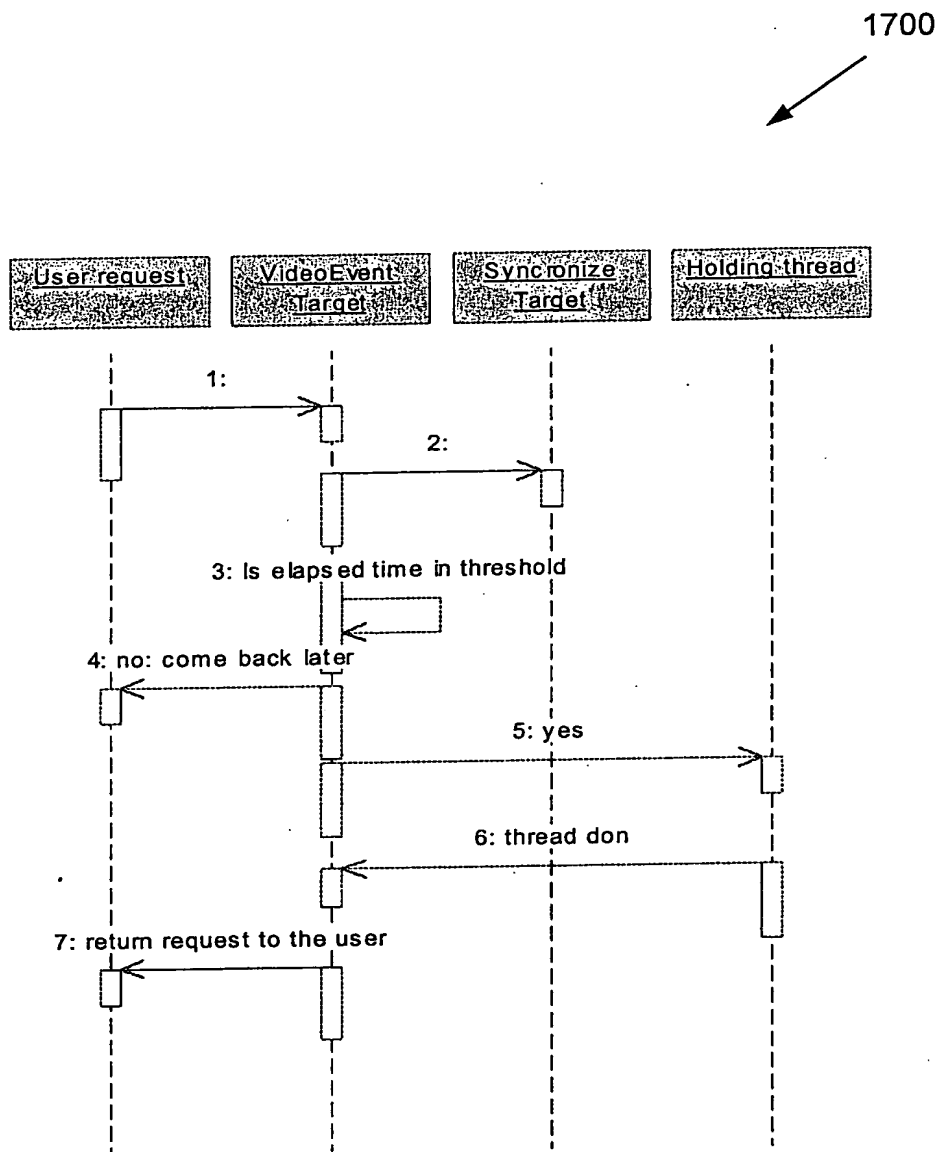 1700
User request
VideoEvent
Target
Syncronize
Target
Holding thread
1:
2:
3: Is elapsed time in threshold
4: no: come back later
5: yes
6: thread don
7: return request to the user